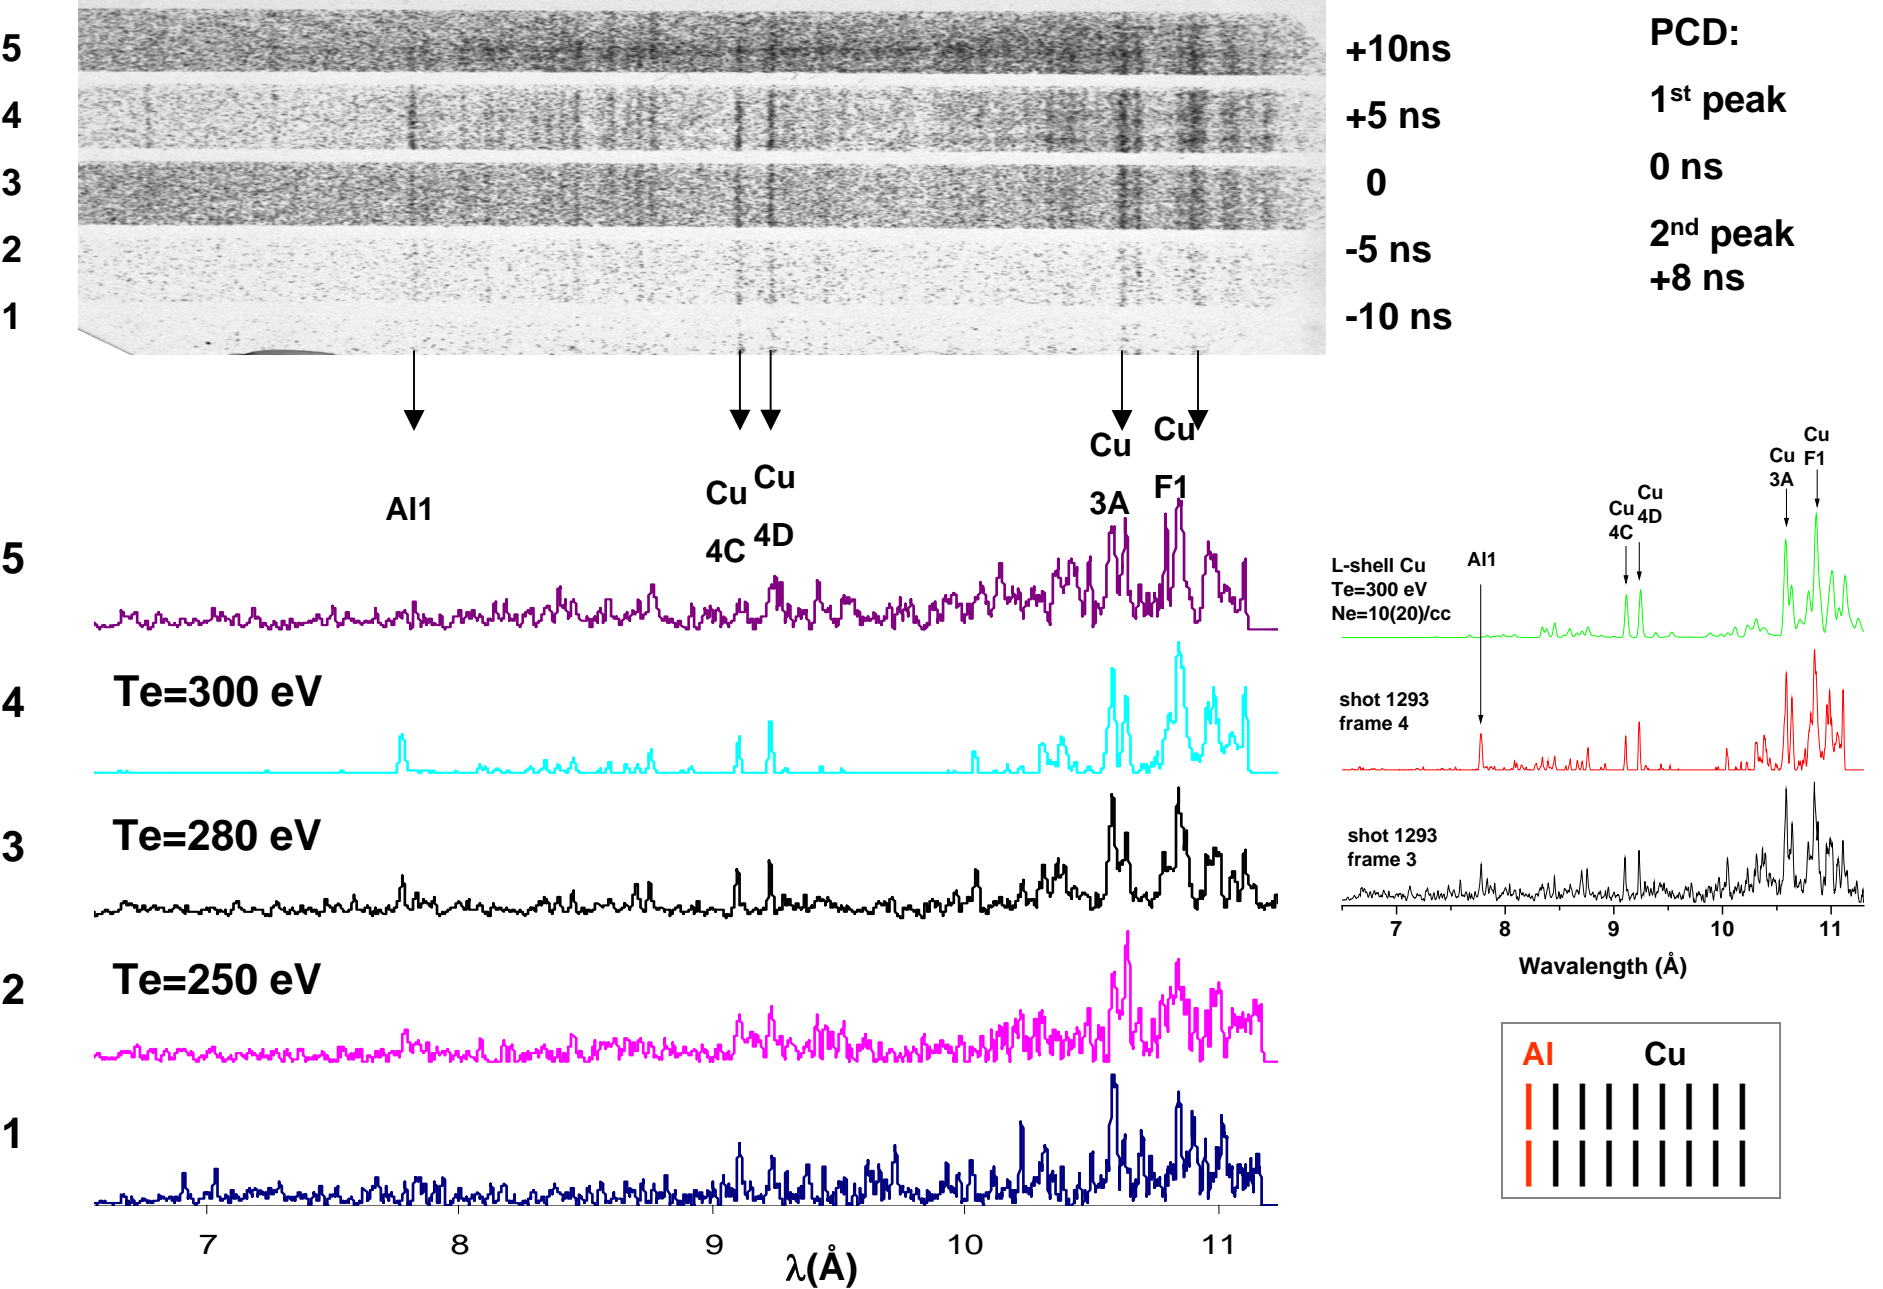 5
4
3
2
1
+10ns
+5 ns
0
-5 ns
-10 ns
PCD:
1st peak
0 ns
2nd peak
+8 ns
Al1
Cu
4C
Cu
4D
Cu
3A
Cu
F1
5
4
Te=300 eV
3
Te=280 eV
2
Te=250 eV
1
7 8 9 10 11
λ(Å)
L-shell Cu
Te=300 eV
Ne=10(20)/cc
Al1
Cu
4C
Cu
4D
Cu
3A
Cu
F1
shot 1293
frame 4
shot 1293
frame 3
7 8 9 10 11
Wavalength (Å)
Al Cu